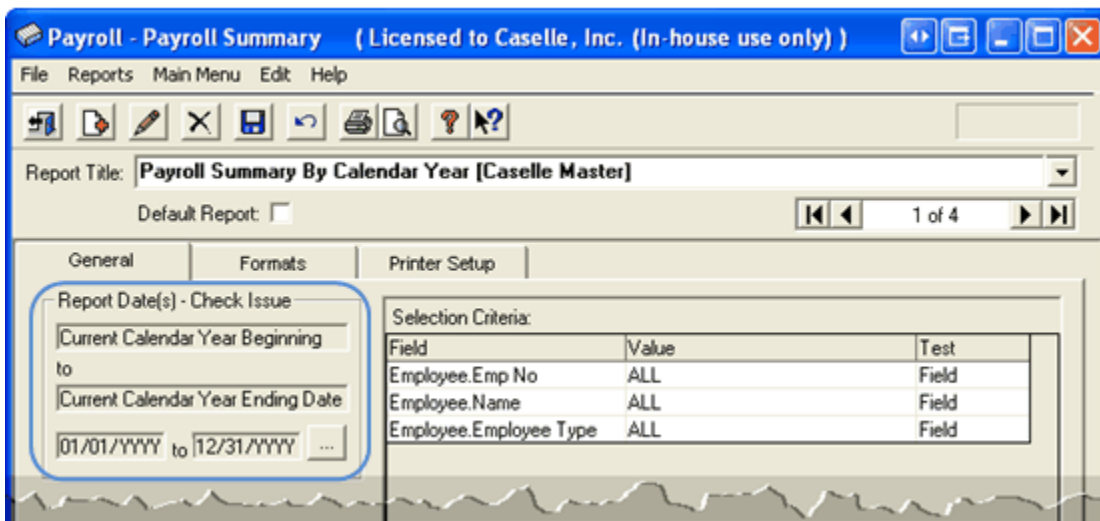 Payroll - Payroll Summary ( Licensed to Caselle, Inc. (In-house use only) )
File Reports Main Menu Edit Help
Report Title: Payroll Summary By Calendar Year [Caselle Master]
Default Report: 1 of 4
General Formats Printer Setup
Report Date(s) - Check Issue
Current Calendar Year Beginning
to
Current Calendar Year Ending Date
01/01/YYYY to 12/31/YYYY ...
Selection Criteria:
Field Value Test
Employee.Emp No ALL Field
Employee.Name ALL Field
Employee.Employee Type ALL Field